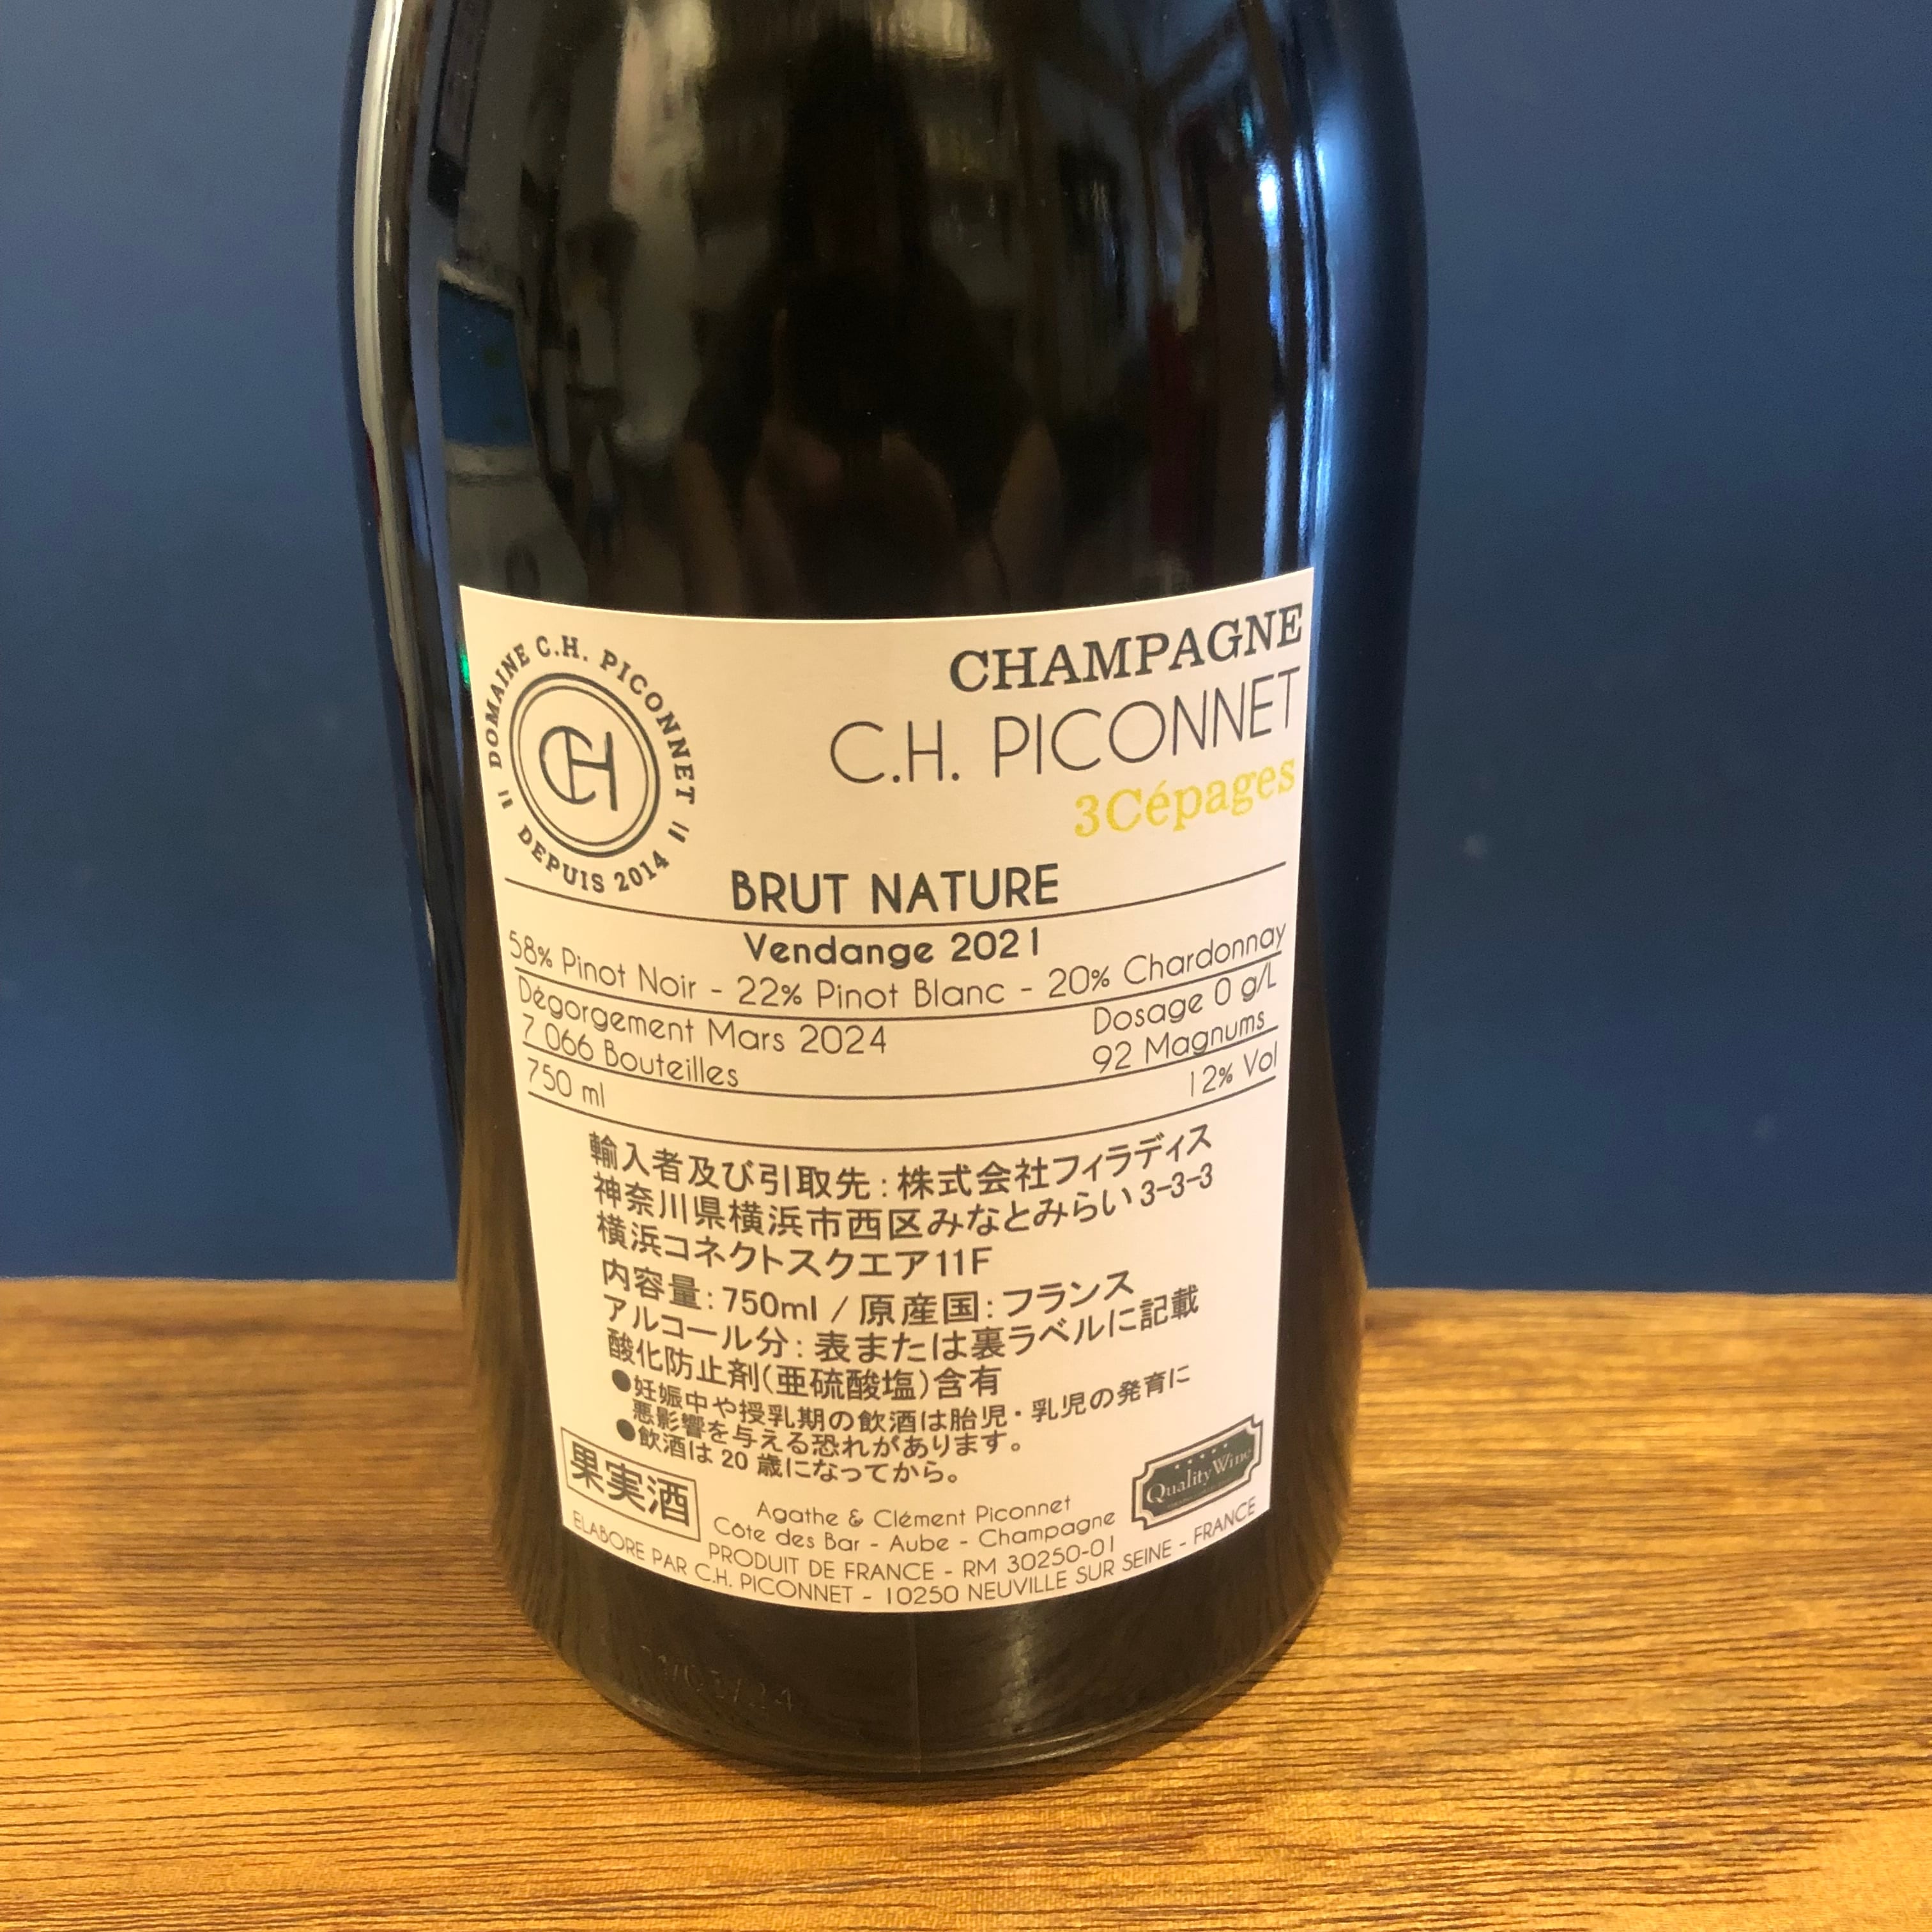 DOMAINE C.H. PICONNET
CH
DEPUIS 2014
CHAMPAGNE
C.H. PICONNET
3Cépages
BRUT NATURE
Vendange 2021
58% Pinot Noir - 22% Pinot Blanc - 20% Chardonnay
Dégorgement Mars 2024 Dosage 0 g/L
7 066 Bouteilles 92 Magnums
750 ml 12% Vol
輸入者及び引取先:株式会社フィラディス
神奈川県横浜市西区みなとみらい3-3-3
横浜コネクトスクエア11F
内容量:750ml / 原産国:フランス
アルコール分:表または裏ラベルに記載
酸化防止剤(亜硫酸塩)含有
●妊娠中や授乳期の飲酒は胎児・乳児の発育に
悪影響を与える恐れがあります。
●飲酒は20歳になってから。
果実酒
Quality Wine
Agathe & Clément Piconnet
Côte des Bar - Aube - Champagne
PRODUIT DE FRANCE - RM 30250-01
ELABORE PAR C.H. PICONNET - 10250 NEUVILLE SUR SEINE - FRANCE